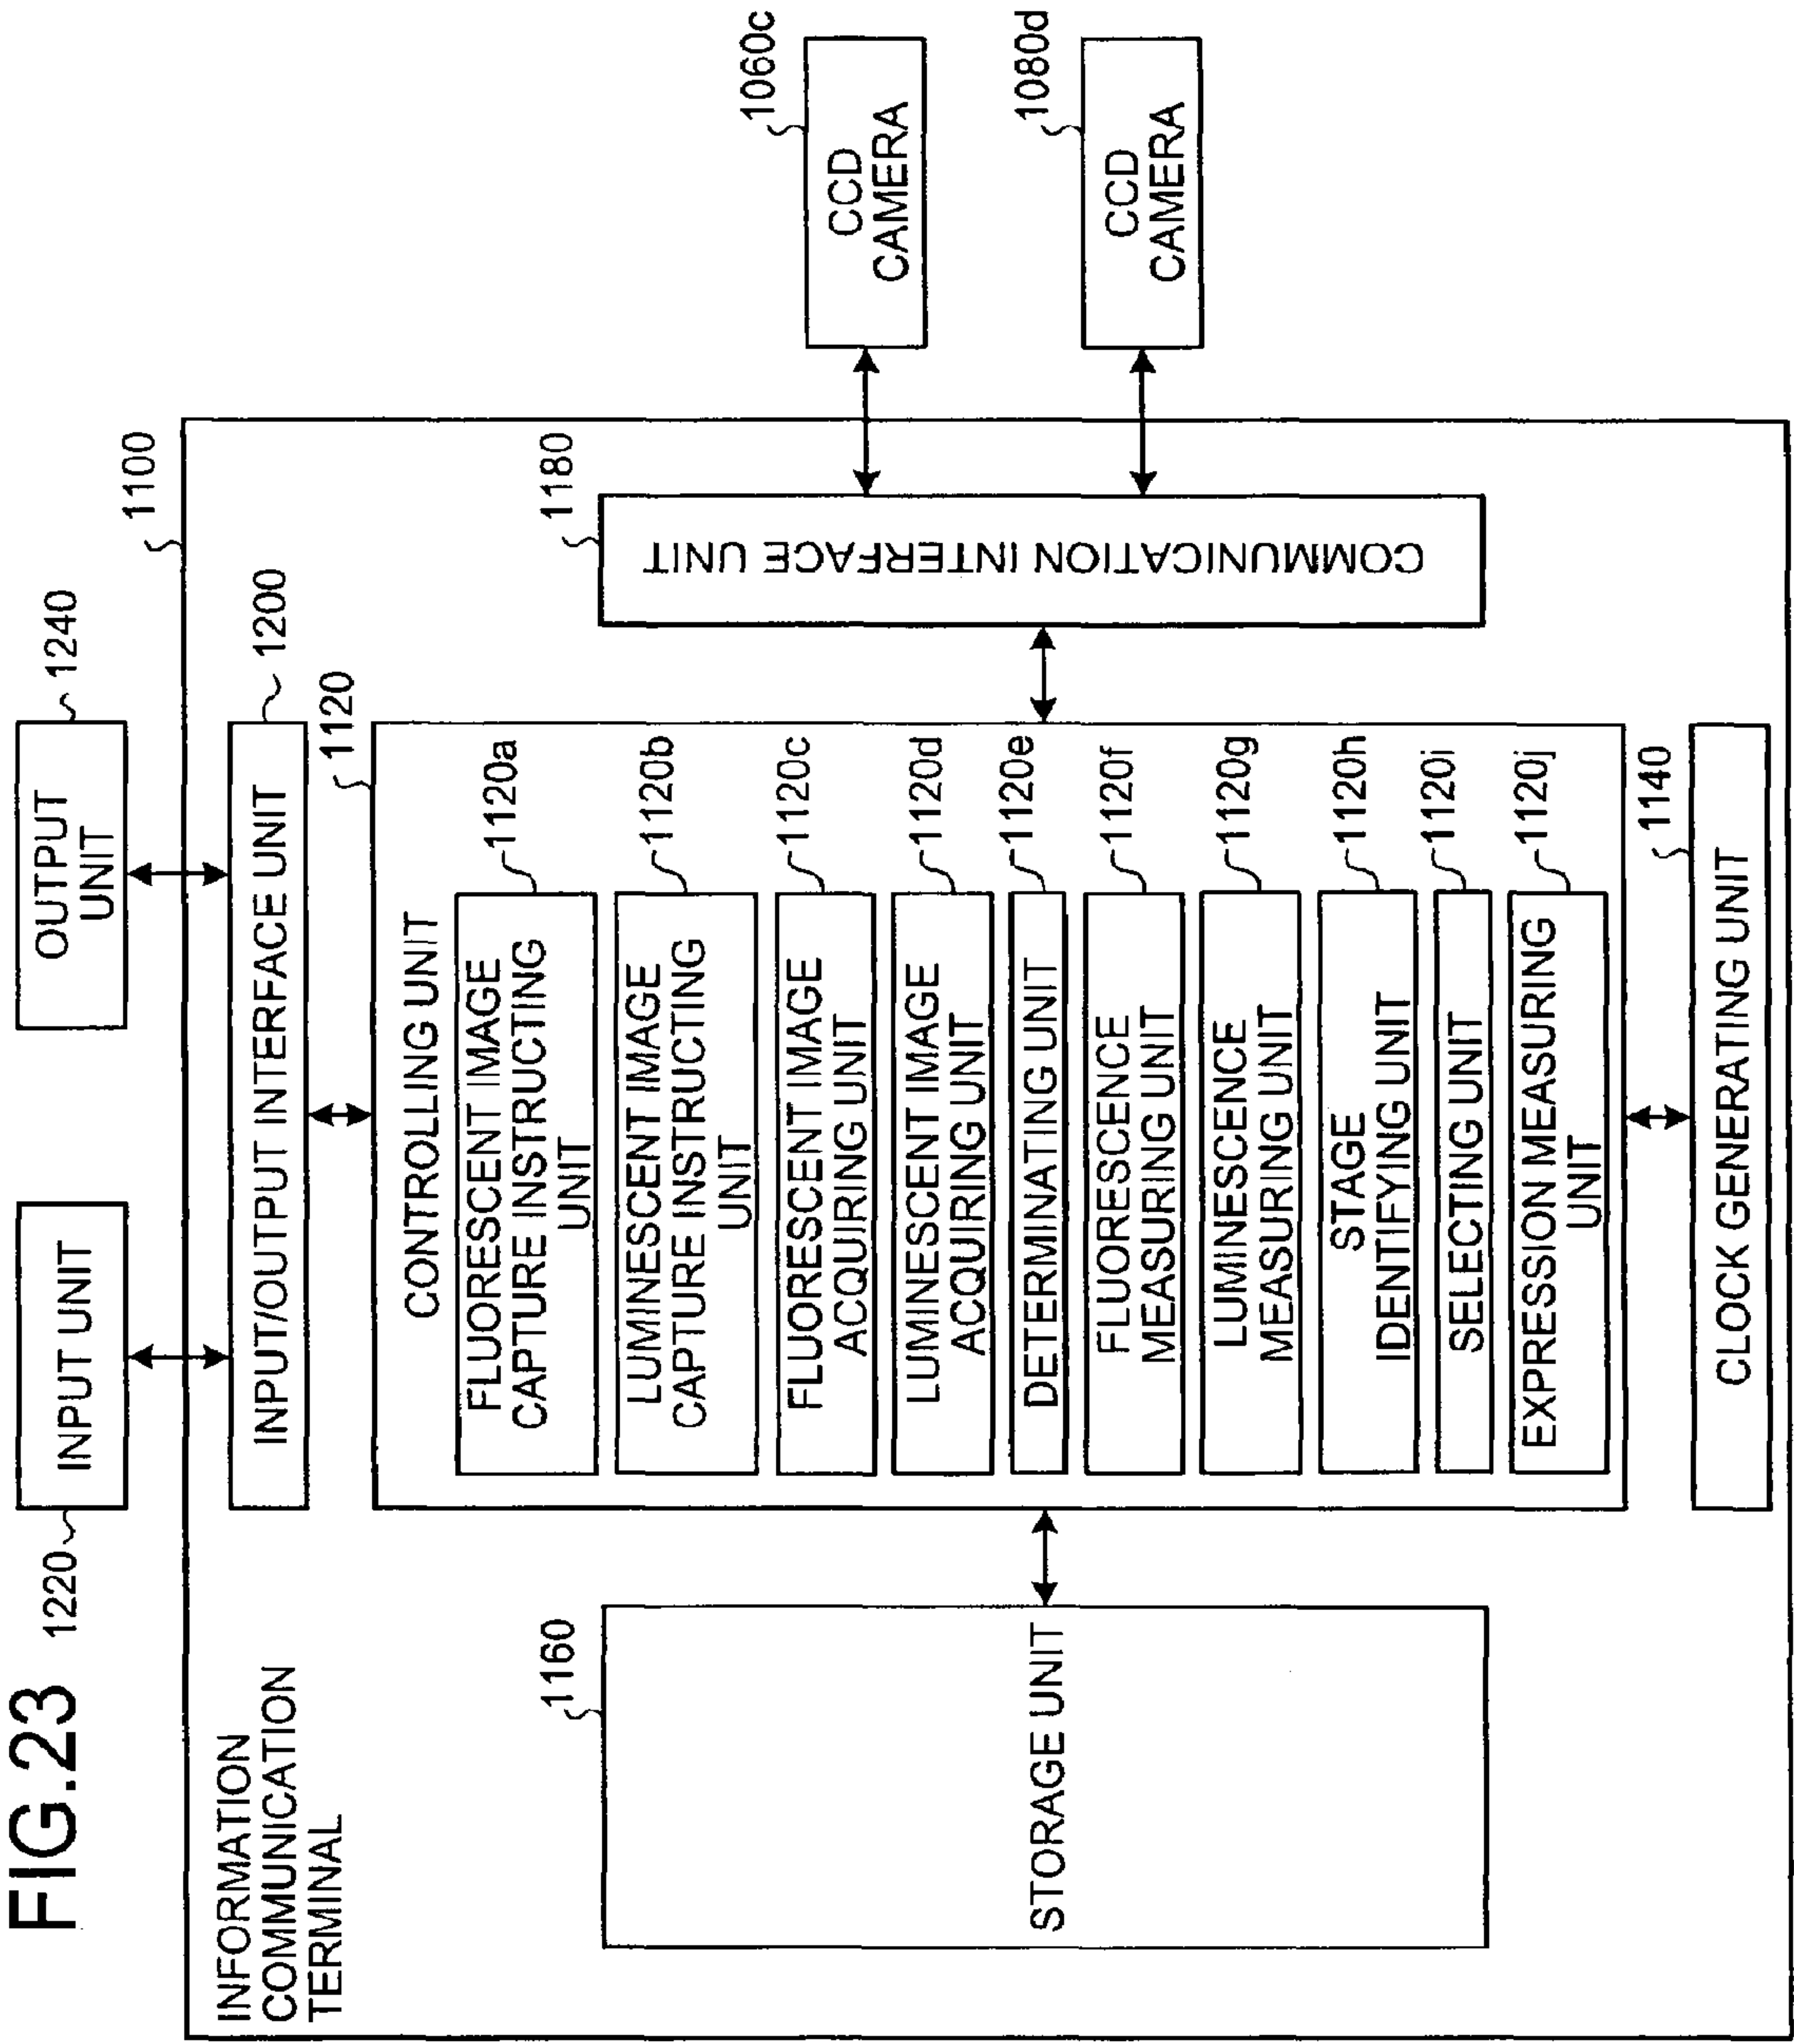 FIG.23
1220
INPUT UNIT
OUTPUT
UNIT
1240
1100
INFORMATION
COMMUNICATION
TERMINAL
INPUT/OUTPUT INTERFACE UNIT
1200
1120
CONTROLLING UNIT
FLUORESCENT IMAGE
CAPTURE INSTRUCTING
UNIT
1120a
LUMINESCENT IMAGE
CAPTURE INSTRUCTING
UNIT
1120b
FLUORESCENT IMAGE
ACQUIRING UNIT
1120c
LUMINESCENT IMAGE
ACQUIRING UNIT
1120d
DETERMINATING UNIT
1120e
FLUORESCENCE
MEASURING UNIT
1120f
LUMINESCENCE
MEASURING UNIT
1120g
STAGE
IDENTIFYING UNIT
1120h
SELECTING UNIT
1120i
EXPRESSION MEASURING
UNIT
1120j
1160
STORAGE UNIT
1140
CLOCK GENERATING UNIT
1180
COMMUNICATION INTERFACE UNIT
1060c
CCD
CAMERA
1080d
CCD
CAMERA